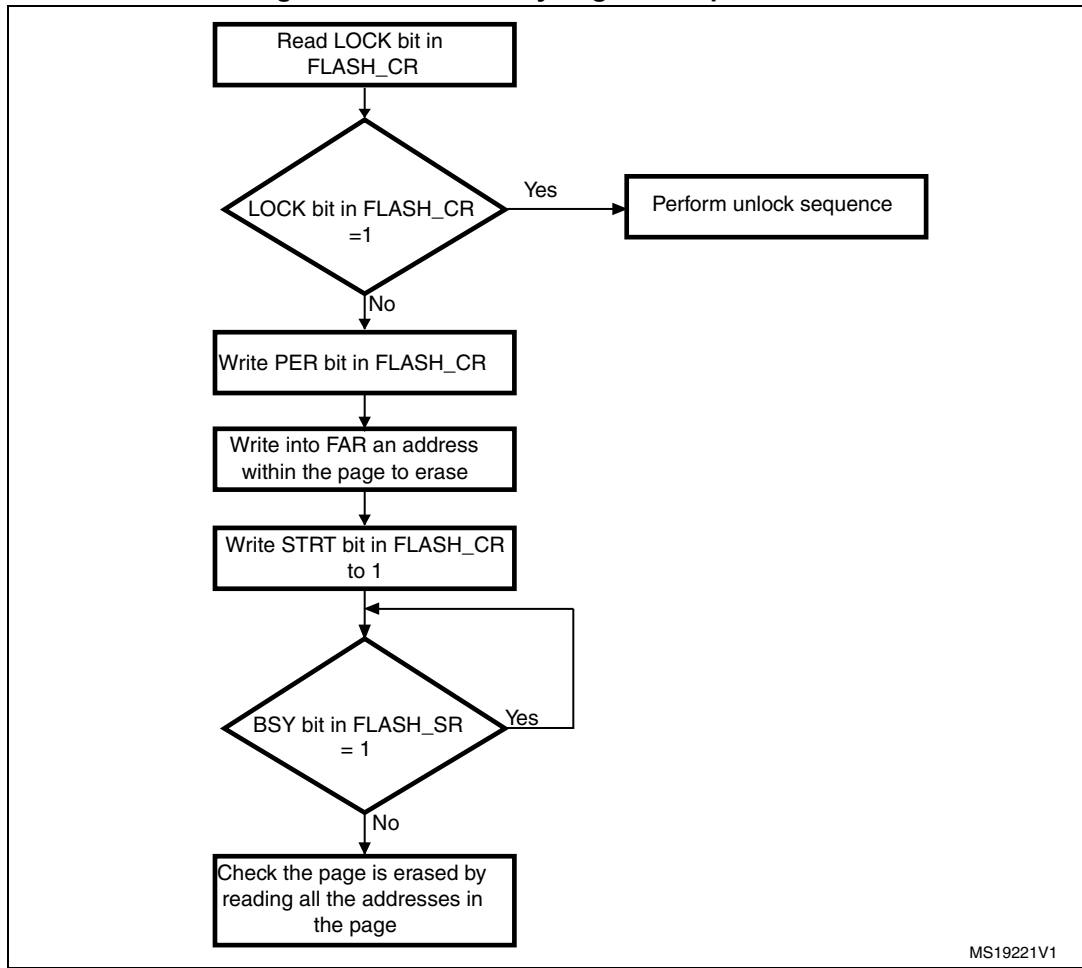 Read LOCK bit in
FLASH_CR
LOCK bit in FLASH_CR
=1
Yes
Perform unlock sequence
No
Write PER bit in FLASH_CR
Write into FAR an address
within the page to erase
Write STRT bit in FLASH_CR
to 1
BSY bit in FLASH_SR
= 1
Yes
No
Check the page is erased by
reading all the addresses in
the page
MS19221V1